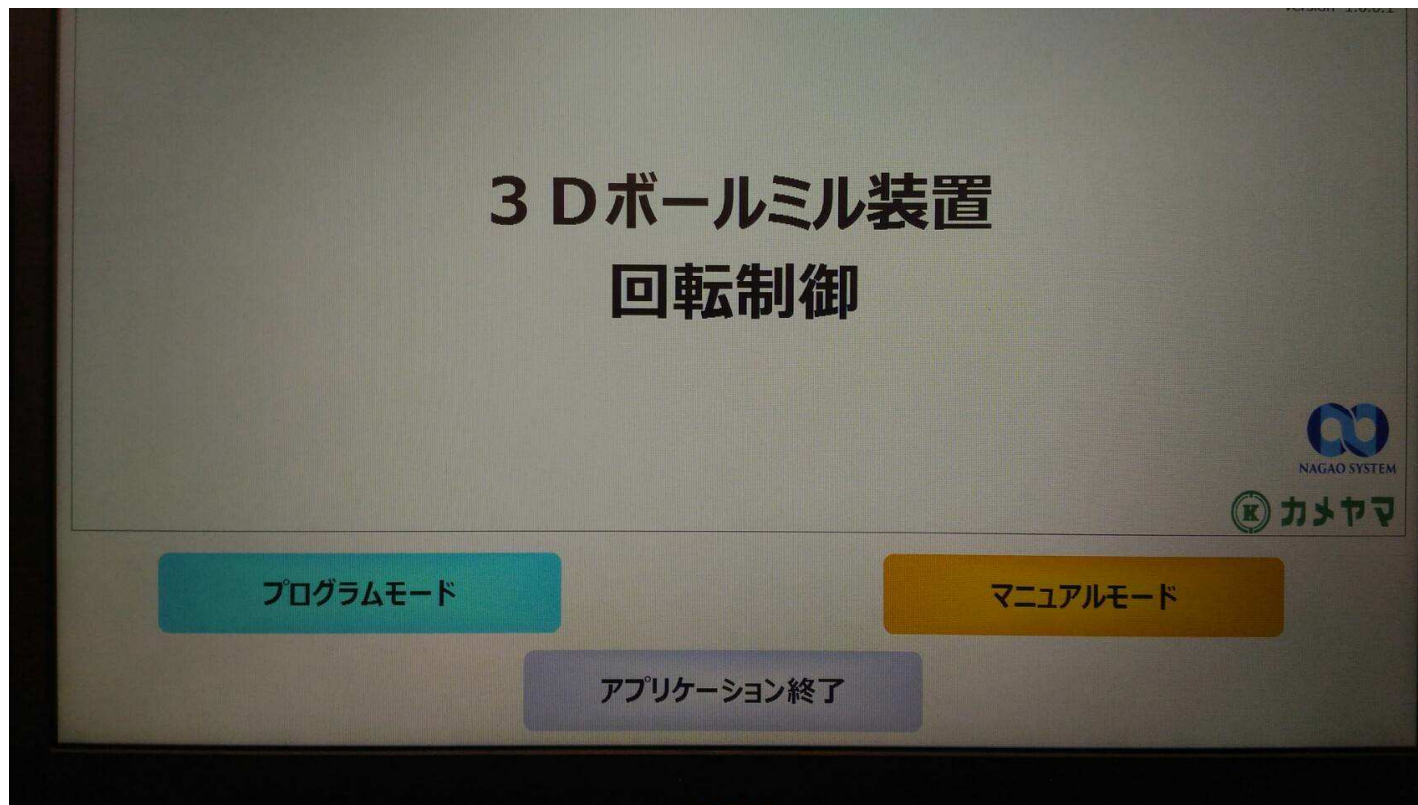 ３Ｄボールミル装置
回転制御
NAGAO SYSTEM
K カメヤマ
プログラムモード
マニュアルモード
アプリケーション終了